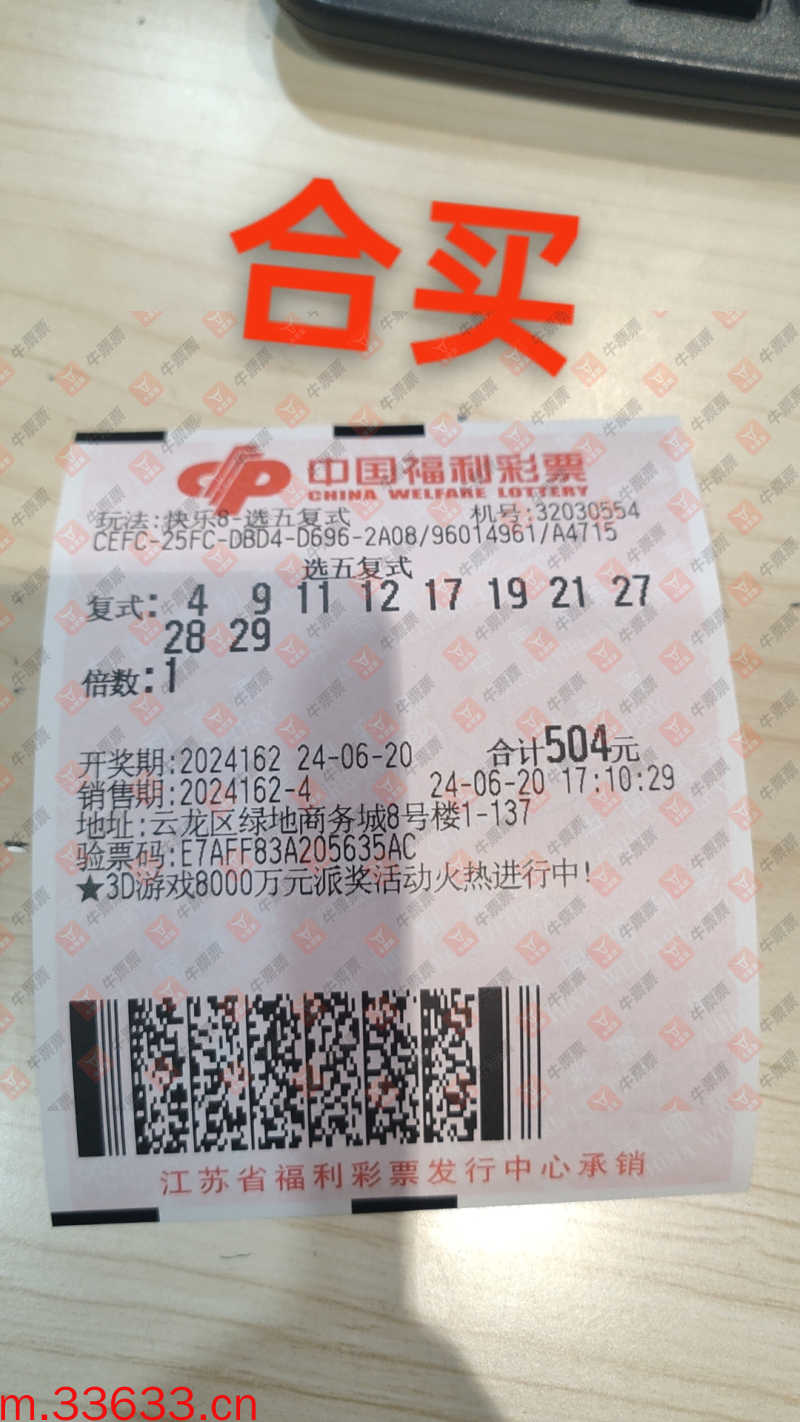 合买
中国福利彩票
CHINA WELFARE LOTTERY
玩法:快乐8-选五复式 机号:32030554
CEFC-25FC-DBD4-D696-2A08/96014961/A4715
选五复式
复式: 4 9 11 12 17 19 21 27
28 29
倍数:1
开奖期:2024162 24-06-20 合计504元
销售期:2024162-4 24-06-20 17:10:29
地址:云龙区绿地商务城8号楼1-137
验票码:E7AFF83A205635AC
★3D游戏8000万元派奖活动火热进行中!
江苏省福利彩票发行中心承销
牛票票
m.33633.cn